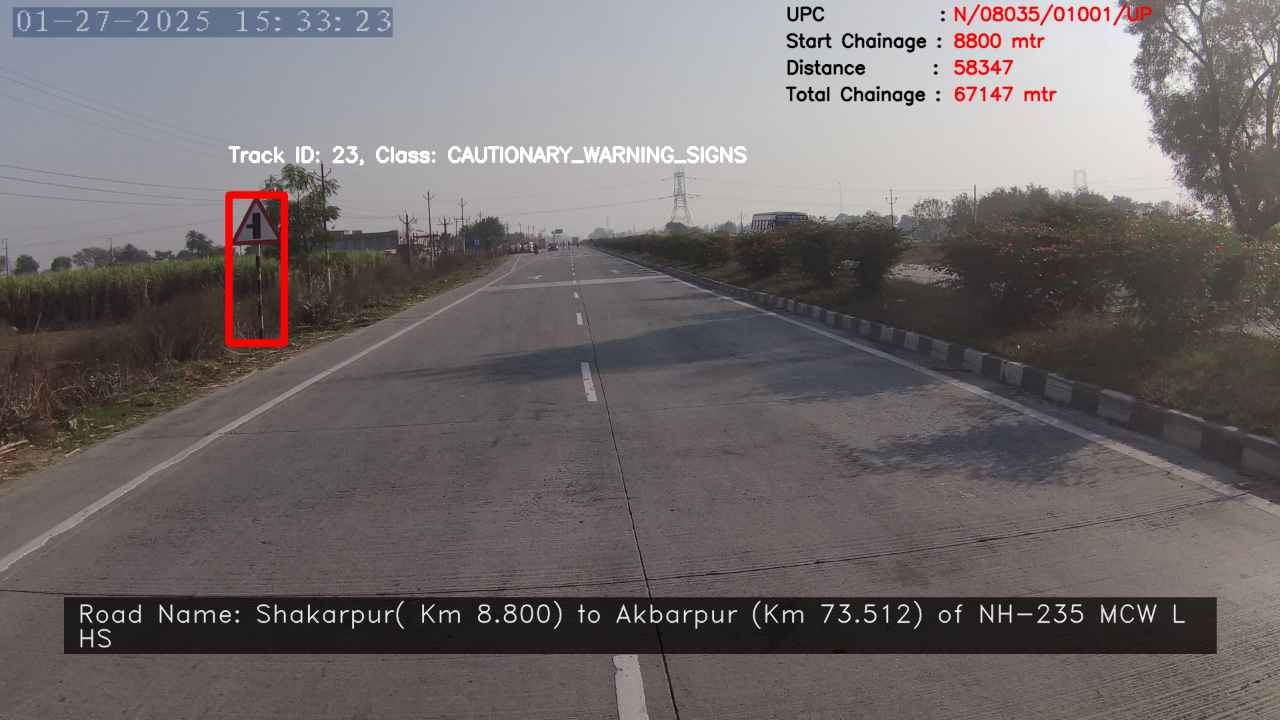 01-27-2025 15:33:23
UPC : N/08035/01001/UP
Start Chainage : 8800 mtr
Distance : 58347
Total Chainage : 67147 mtr
Track ID: 23, Class: CAUTIONARY_WARNING_SIGNS
Road Name: Shakarpur( Km 8.800) to Akbarpur (Km 73.512) of NH-235 MCW L
HS